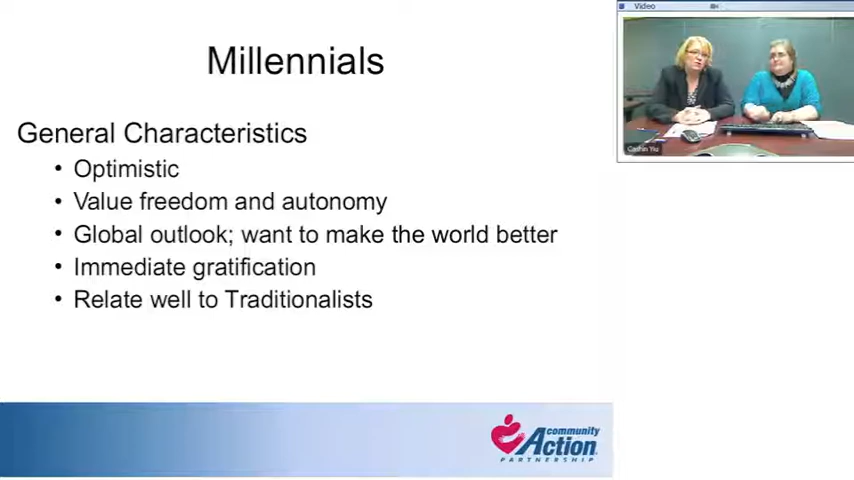 Video
Millennials
General Characteristics
• Optimistic
• Value freedom and autonomy
• Global outlook; want to make the world better
• Immediate gratification
• Relate well to Traditionalists
community
Action
PARTNERSHIP